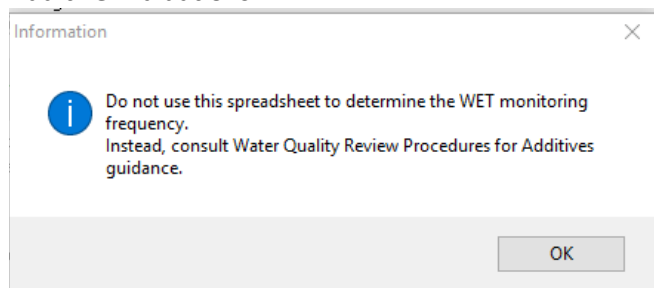 Information
Do not use this spreadsheet to determine the WET monitoring
frequency.
Instead, consult Water Quality Review Procedures for Additives
guidance.
OK